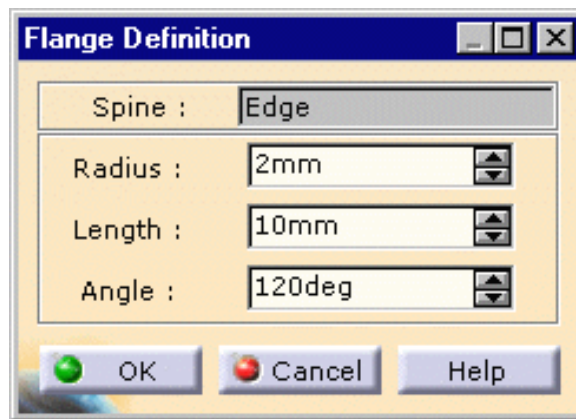 Flange Definition
Spine : Edge
Radius : 2mm
Length : 10mm
Angle : 120deg
OK Cancel Help